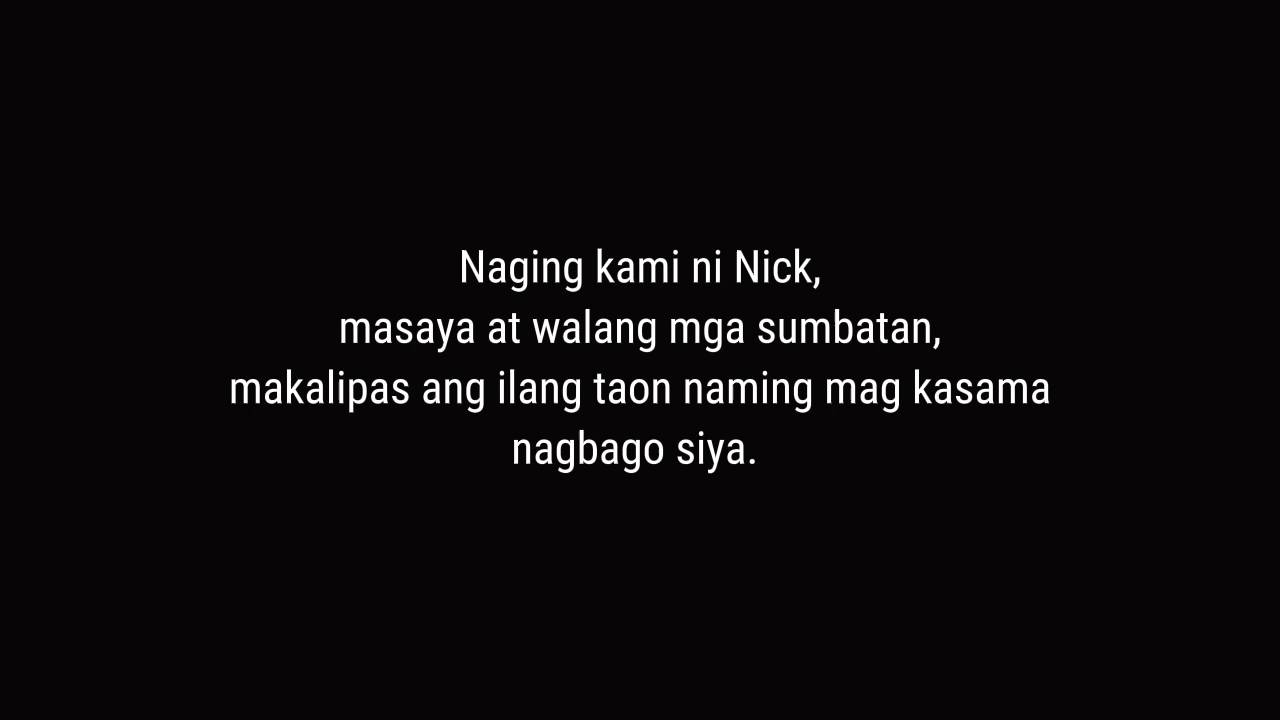 Naging kami ni Nick,
masaya at walang mga sumbatan,
makalipas ang ilang taon naming mag kasama
nagbago siya.